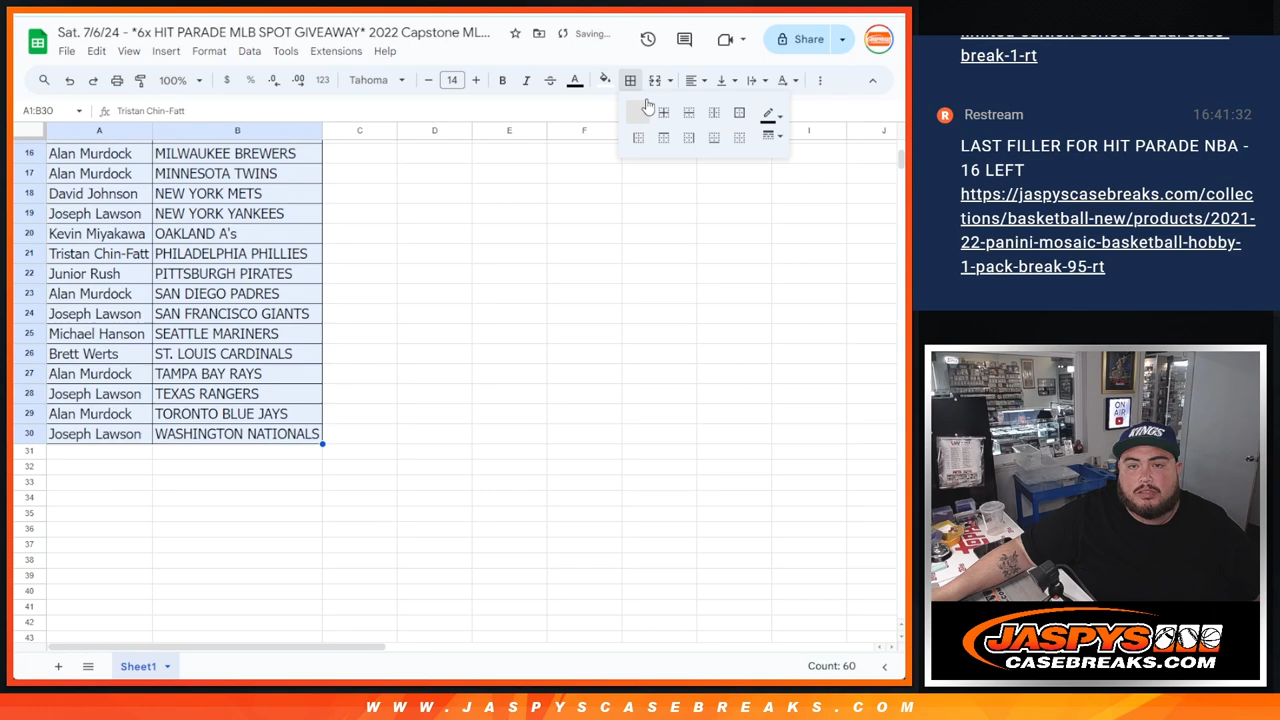 Sat. 7/6/24 - *6x HIT PARADE MLB SPOT GIVEAWAY* 2022 Capstone ML...
Saving...
File Edit View Insert Format Data Tools Extensions Help
Share
100% $ % .0 .00 123 Tahoma 14 B I S A
A1:B30 fx Tristan Chin-Fatt
A B C D E F I J
16 Alan Murdock MILWAUKEE BREWERS
17 Alan Murdock MINNESOTA TWINS
18 David Johnson NEW YORK METS
19 Joseph Lawson NEW YORK YANKEES
20 Kevin Miyakawa OAKLAND A's
21 Tristan Chin-Fatt PHILADELPHIA PHILLIES
22 Junior Rush PITTSBURGH PIRATES
23 Alan Murdock SAN DIEGO PADRES
24 Joseph Lawson SAN FRANCISCO GIANTS
25 Michael Hanson SEATTLE MARINERS
26 Brett Werts ST. LOUIS CARDINALS
27 Alan Murdock TAMPA BAY RAYS
28 Joseph Lawson TEXAS RANGERS
29 Alan Murdock TORONTO BLUE JAYS
30 Joseph Lawson WASHINGTON NATIONALS
31
32
33
34
35
36
37
38
39
40
41
42
43
Sheet1
Count: 60
break-1-rt
R Restream 16:41:32
LAST FILLER FOR HIT PARADE NBA -
16 LEFT
https://jaspyscasebreaks.com/collec
tions/basketball-new/products/2021-
22-panini-mosaic-basketball-hobby-
1-pack-break-95-rt
ON
AIR
KINGS
JASPYS
CASEBREAKS.COM
WWW.JASPYSCASEBREAKS.COM